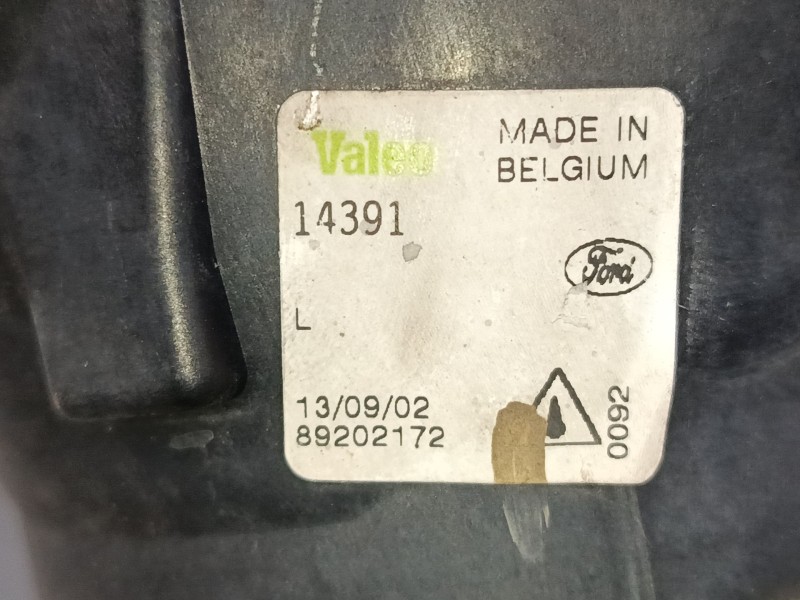 Valeo
MADE IN
BELGIUM
14391
Ford
L
13/09/02
89202172
0092